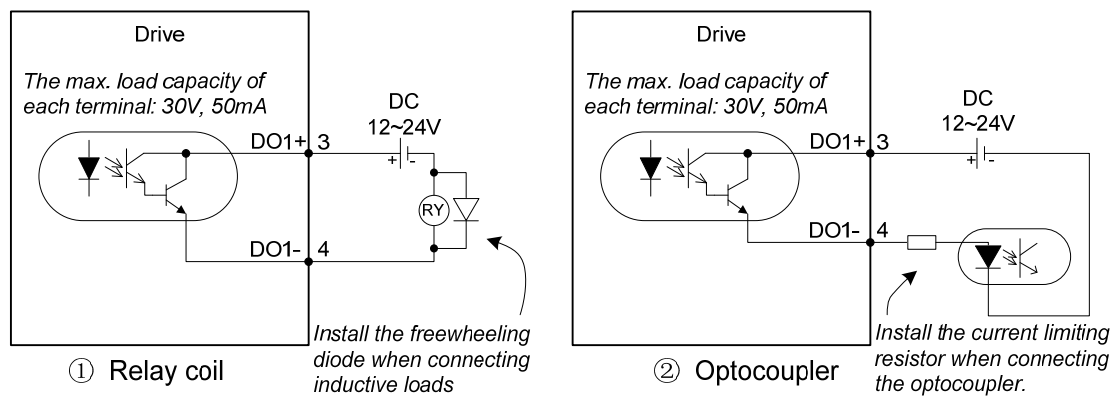 Drive
The max. load capacity of
each terminal: 30V, 50mA
DC
12~24V
DO1+ 3
+ -
RY
DO1- 4
Install the freewheeling
diode when connecting
inductive loads
① Relay coil
Drive
The max. load capacity of
each terminal: 30V, 50mA
DC
12~24V
DO1+ 3
+ -
DO1- 4
Install the current limiting
resistor when connecting
the optocoupler.
② Optocoupler